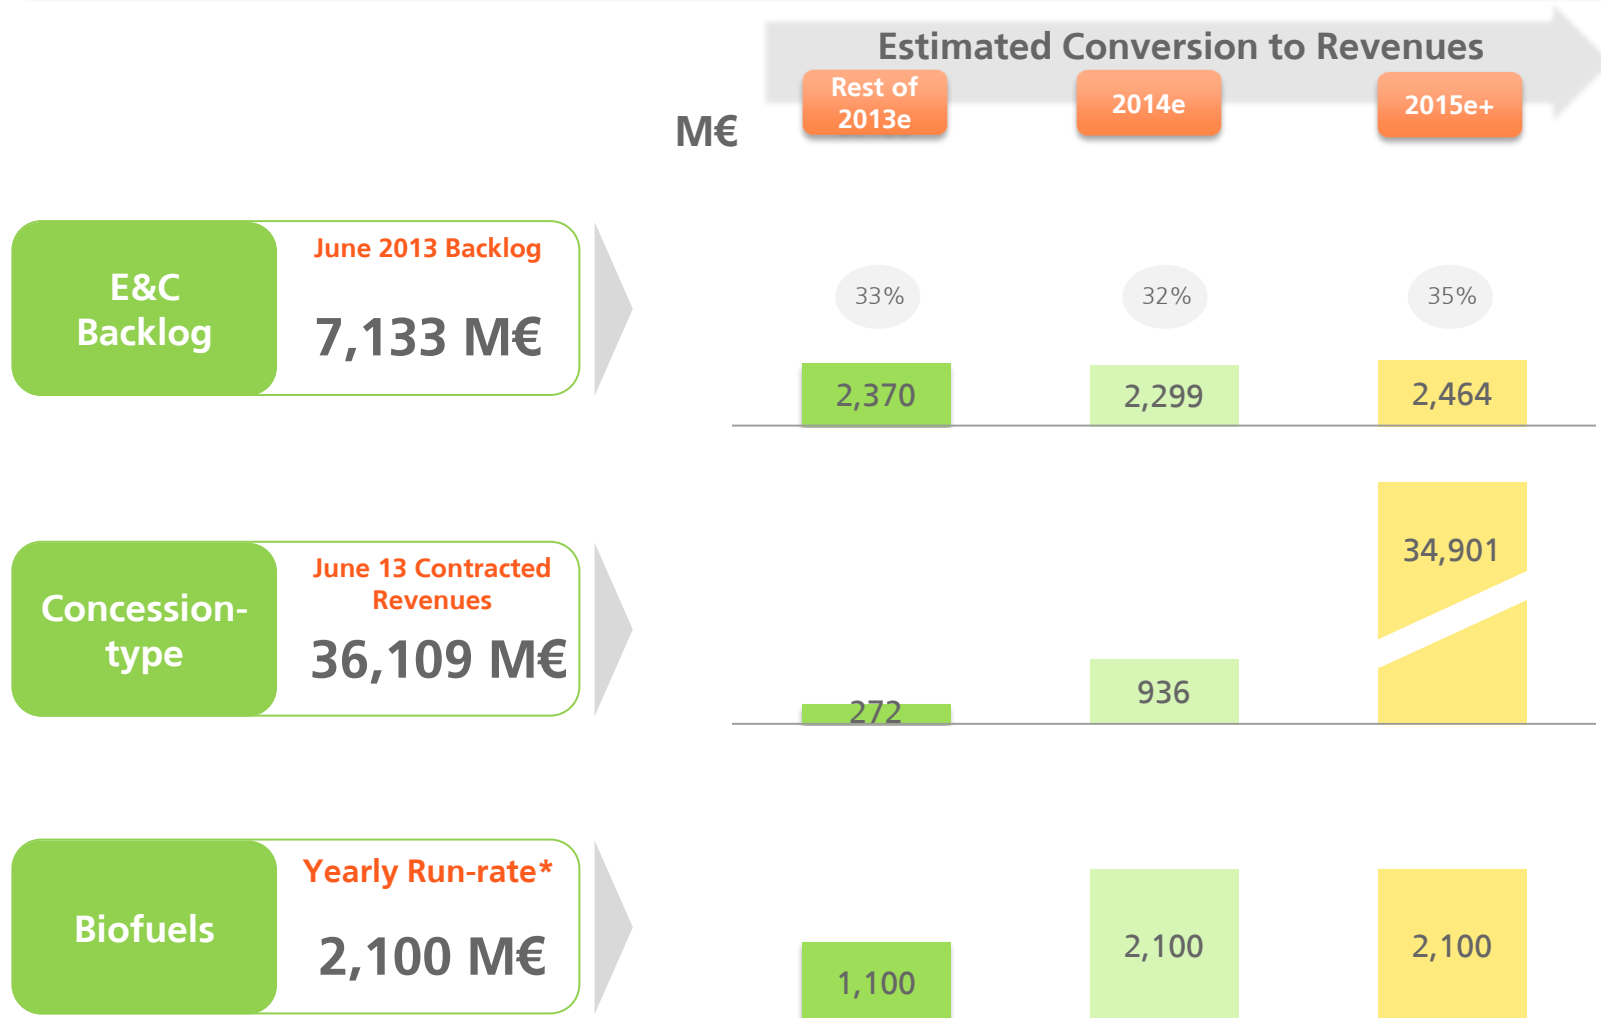 Estimated Conversion to Revenues
M€
Rest of
2013e
2014e
2015e+
E&C
Backlog
June 2013 Backlog
7,133 M€
33%
32%
35%
2,370
2,299
2,464
Concession-
type
June 13 Contracted
Revenues
36,109 M€
272
936
34,901
Biofuels
Yearly Run-rate*
2,100 M€
1,100
2,100
2,100